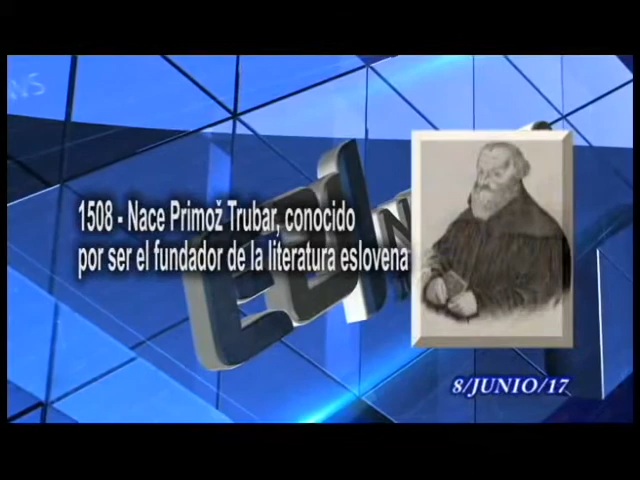 1508 - Nace Primož Trubar, conocido
por ser el fundador de la literatura eslovena
8/JUNIO/17